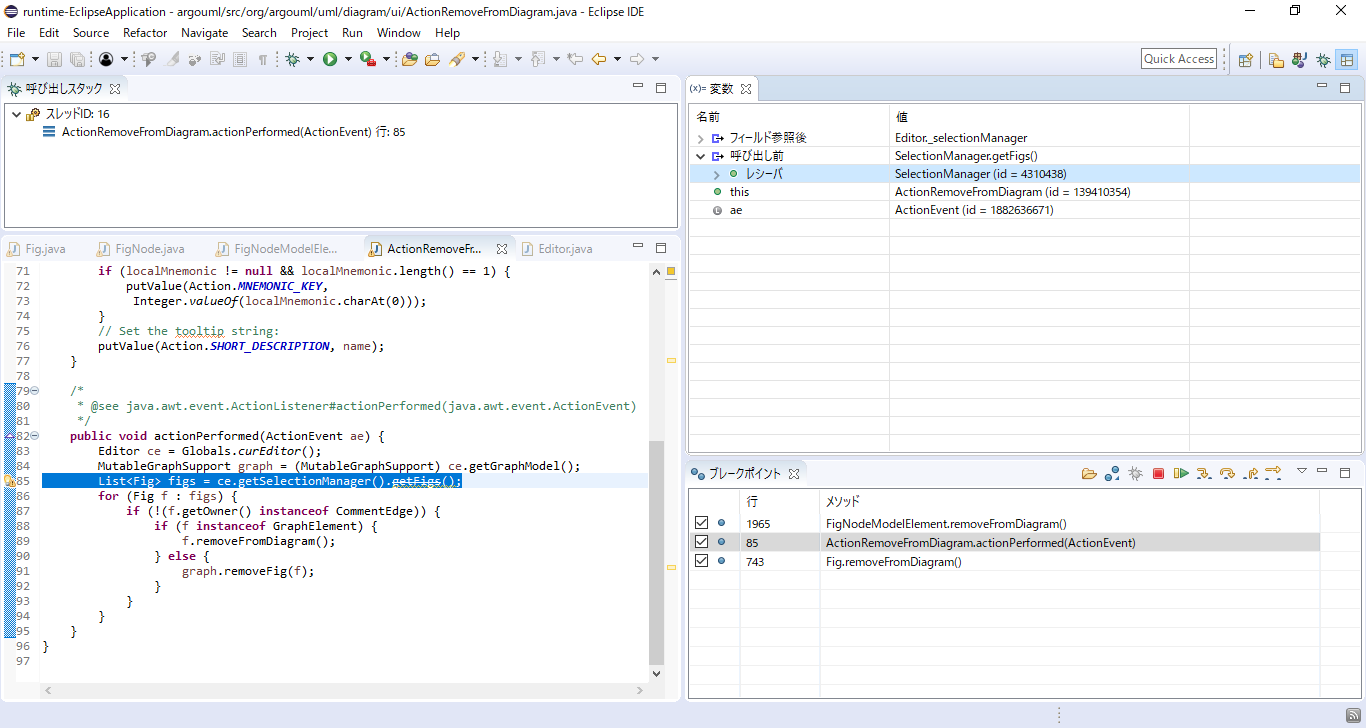 runtime-EclipseApplication - argouml/src/org/argouml/uml/diagram/ui/ActionRemoveFromDiagram.java - Eclipse IDE
File Edit Source Refactor Navigate Search Project Run Window Help
Quick Access
呼び出しスタック
スレッドID: 16
ActionRemoveFromDiagram.actionPerformed(ActionEvent) 行: 85
Fig.java FigNode.java FigNodeModelEle... ActionRemoveFr... Editor.java
71 if (localMnemonic != null && localMnemonic.length() == 1) {
72 putValue(Action.MNEMONIC_KEY,
73 Integer.valueOf(localMnemonic.charAt(0)));
74 }
75 // Set the tooltip string:
76 putValue(Action.SHORT_DESCRIPTION, name);
77 }
78
79 /*
80 * @see java.awt.event.ActionListener#actionPerformed(java.awt.event.ActionEvent)
81 */
82 public void actionPerformed(ActionEvent ae) {
83 Editor ce = Globals.curEditor();
84 MutableGraphSupport graph = (MutableGraphSupport) ce.getGraphModel();
85 List<Fig> figs = ce.getSelectionManager().getFigs();
86 for (Fig f : figs) {
87 if (!(f.getOwner() instanceof CommentEdge)) {
88 if (f instanceof GraphElement) {
89 f.removeFromDiagram();
90 } else {
91 graph.removeFig(f);
92 }
93 }
94 }
95 }
96 }
97
(x)= 変数
名前 値
フィールド参照後 Editor._selectionManager
呼び出し前 SelectionManager.getFigs()
レシーバ SelectionManager (id = 4310438)
this ActionRemoveFromDiagram (id = 139410354)
ae ActionEvent (id = 1882636671)
ブレークポイント
行 メソッド
1965 FigNodeModelElement.removeFromDiagram()
85 ActionRemoveFromDiagram.actionPerformed(ActionEvent)
743 Fig.removeFromDiagram()